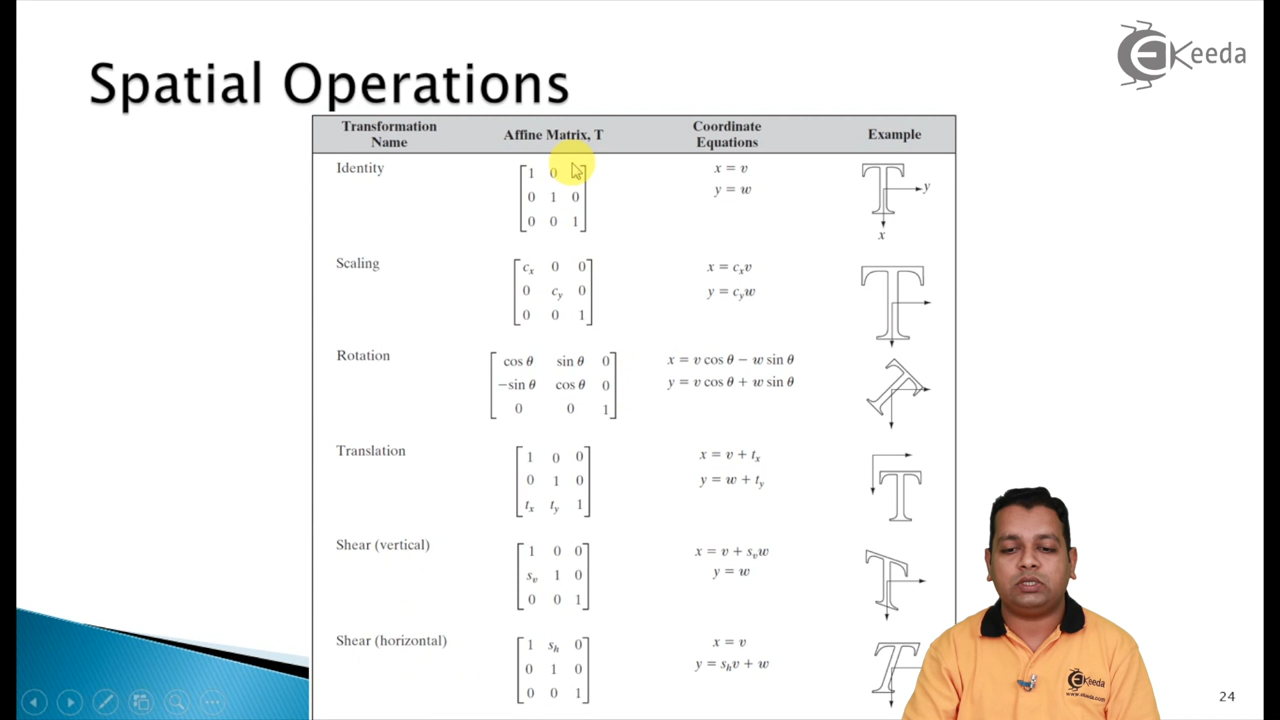 Spatial Operations
eKeeda
Transformation Name
Affine Matrix, T
Coordinate Equations
Example
Identity
1 0
0 1 0
0 0 1
x = v
y = w
T
y
x
Scaling
cx 0 0
0 cy 0
0 0 1
x = cxv
y = cyw
T
Rotation
cos θ sin θ 0
−sin θ cos θ 0
0 0 1
x = v cos θ − w sin θ
y = v cos θ + w sin θ
T
Translation
1 0 0
0 1 0
tx ty 1
x = v + tx
y = w + ty
T
Shear (vertical)
1 0 0
sv 1 0
0 0 1
x = v + svw
y = w
T
Shear (horizontal)
1 sh 0
0 1 0
0 0 1
x = v
y = shv + w
T
eKeeda
www.ekeeda.com
24